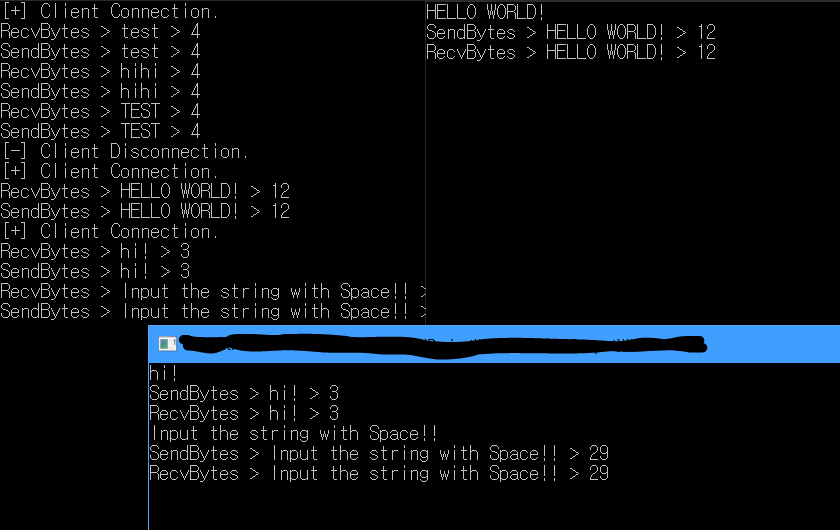 [+] Client Connection.
RecvBytes > test > 4
SendBytes > test > 4
RecvBytes > hihi > 4
SendBytes > hihi > 4
RecvBytes > TEST > 4
SendBytes > TEST > 4
[-] Client Disconnection.
[+] Client Connection.
RecvBytes > HELLO WORLD! > 12
SendBytes > HELLO WORLD! > 12
[+] Client Connection.
RecvBytes > hi! > 3
SendBytes > hi! > 3
RecvBytes > Input the string with Space!! >
SendBytes > Input the string with Space!! >
HELLO WORLD!
SendBytes > HELLO WORLD! > 12
RecvBytes > HELLO WORLD! > 12
hi!
SendBytes > hi! > 3
RecvBytes > hi! > 3
Input the string with Space!!
SendBytes > Input the string with Space!! > 29
RecvBytes > Input the string with Space!! > 29